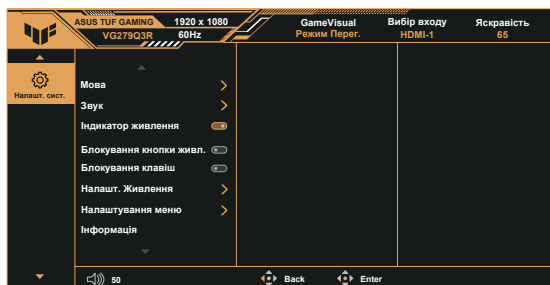 ASUS TUF GAMING 1920 x 1080 GameVisual Вибір входу Яскравість
VG279Q3R 60Hz Режим Перег. HDMI-1 65
Налашт. сист.
Мова
Звук
Індикатор живлення
Блокування кнопки живл.
Блокування клавіш
Налашт. Живлення
Налаштування меню
Інформація
50 Back Enter